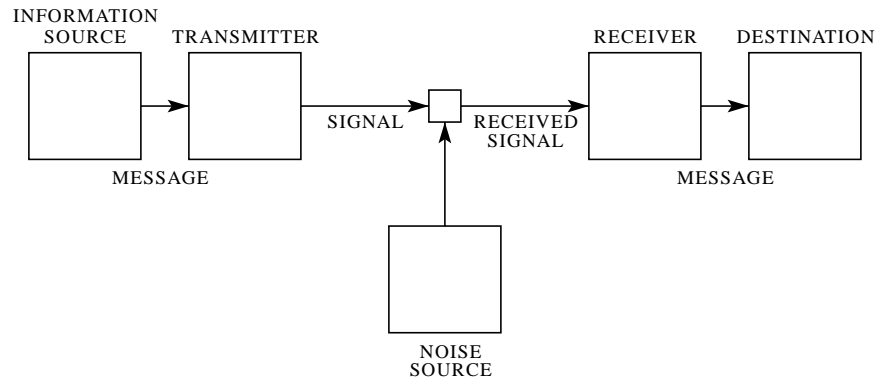 INFORMATION
SOURCE
TRANSMITTER
RECEIVER
DESTINATION
SIGNAL
RECEIVED
SIGNAL
MESSAGE
MESSAGE
NOISE
SOURCE